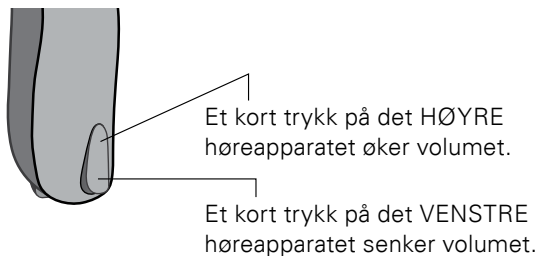 Et kort trykk på det HØYRE
høreapparatet øker volumet.
Et kort trykk på det VENSTRE
høreapparatet senker volumet.